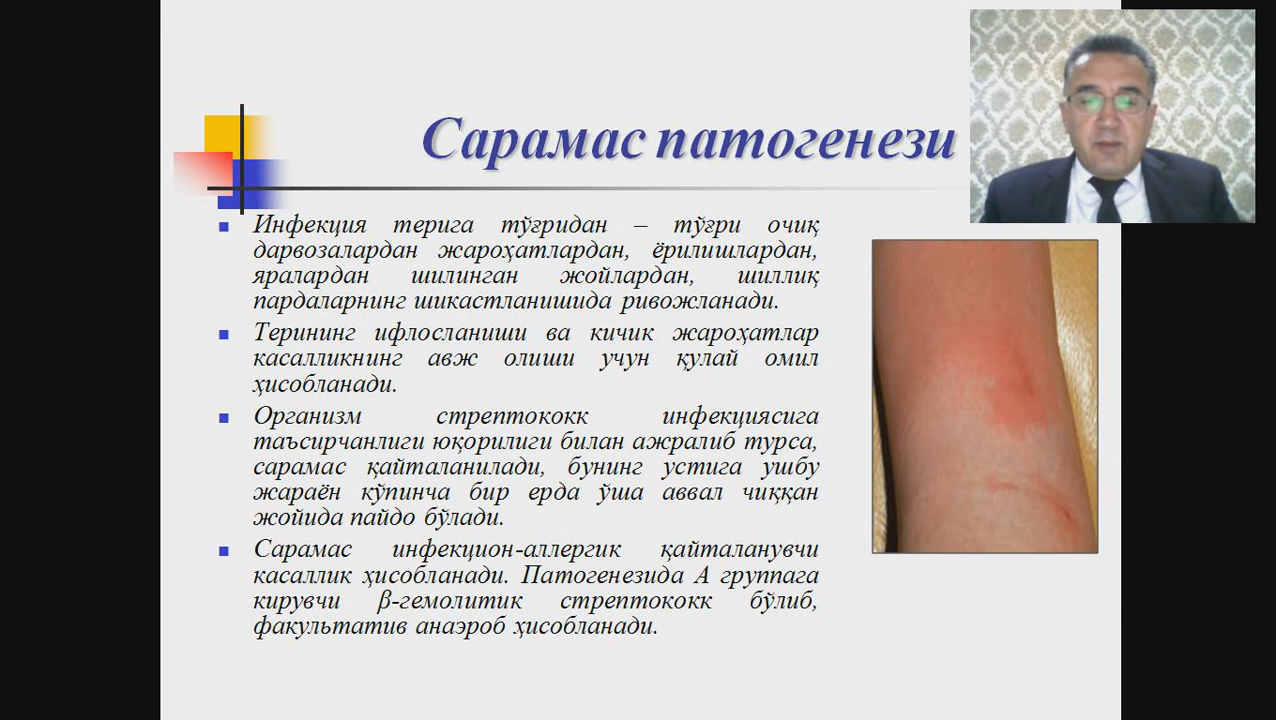 Сарамас патогенези
Инфекция терига тўғридан – тўғри очиқ
дарвозалардан жароҳатлардан, ёрилишлардан,
яралардан шилинган жойлардан, шиллиқ
пардаларнинг шикастланишида ривожланади.
Терининг ифлосланиши ва кичик жароҳатлар
касалликнинг авж олиши учун қулай омил
ҳисобланади.
Организм стрептококк инфекциясига
таъсирчанлиги юқорилиги билан ажралиб турса,
сарамас қайталанилади, бунинг устига ушбу
жараён кўпинча бир ерда ўша аввал чиққан
жойида пайдо бўлади.
Сарамас инфекцион-аллергик қайталанувчи
касаллик ҳисобланади. Патогенезида А группага
кирувчи β-гемолитик стрептококк бўлиб,
факультатив анаэроб ҳисобланади.